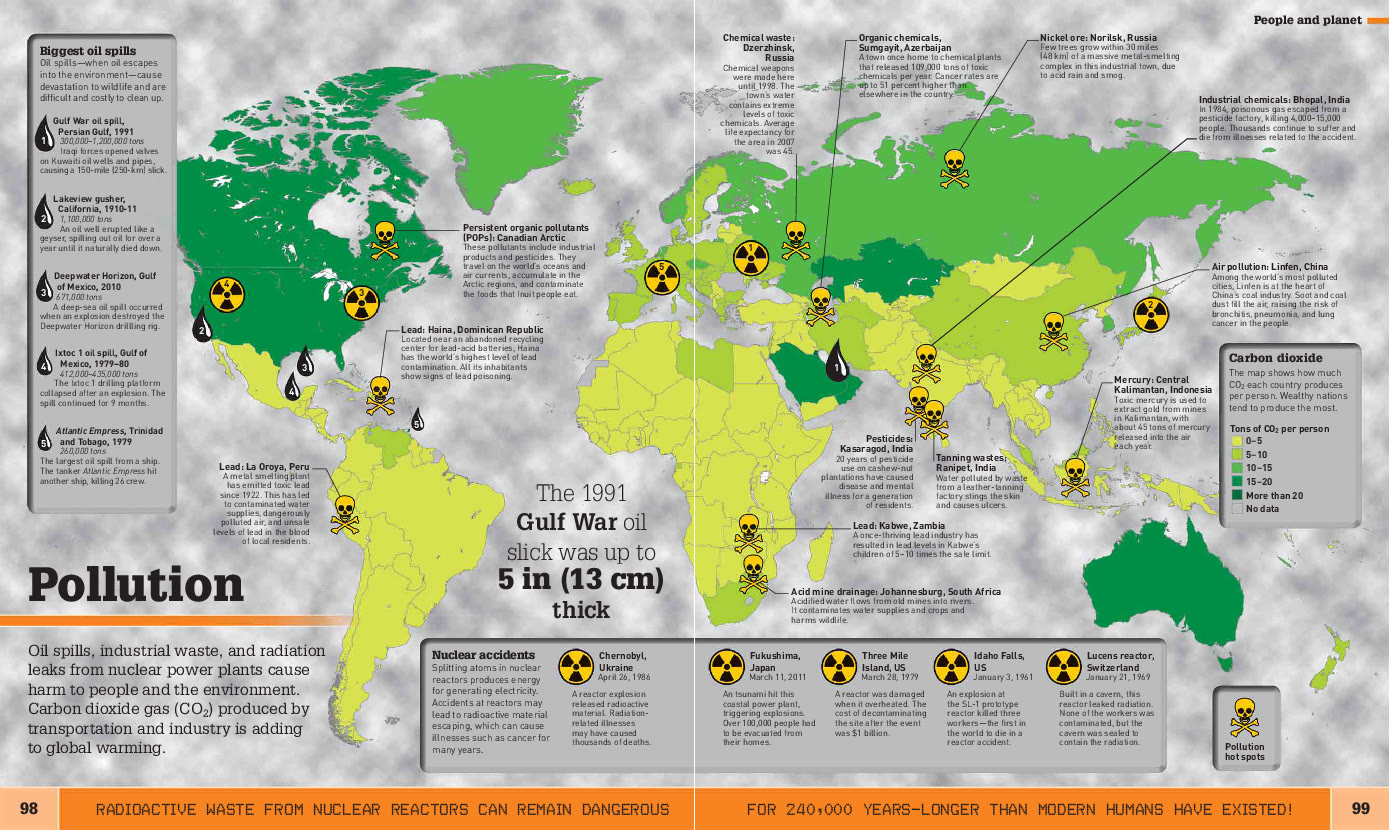 People and planet
Biggest oil spills
Oil spills—when oil escapes
into the environment—cause
devastation to wildlife and are
difficult and costly to clean up.
1
Gulf War oil spill,
Persian Gulf, 1991
300,000–1,200,000 tons
Iraqi forces opened valves
on Kuwaiti oil wells and pipes,
causing a 150-mile (250-km) slick.
2
Lakeview gusher,
California, 1910-11
1,100,000 tons
An oil well erupted like a
geyser, spilling out oil for over a
year until it naturally died down.
3
Deepwater Horizon, Gulf
of Mexico, 2010
671,000 tons
A deep-sea oil spill occurred
when an explosion destroyed the
Deepwater Horizon drillling rig.
4
Ixtoc 1 oil spill, Gulf of
Mexico, 1979–80
412,000–435,000 tons
The Ixtoc 1 drilling platform
collapsed after an explosion. The
spill continued for 9 months.
5
Atlantic Empress, Trinidad
and Tobago, 1979
260,000 tons
The largest oil spill from a ship.
The tanker Atlantic Empress hit
another ship, killing 26 crew.
Chemical waste:
Dzerzhinsk,
Russia
Chemical weapons
were made here
until 1998. The
town's water
contains extreme
levels of toxic
chemicals. Average
life expectancy for
the area in 2007
was 45.
Organic chemicals,
Sumgayit, Azerbaijan
A town once home to chemical plants
that released 109,000 tons of toxic
chemicals per year. Cancer rates are
up to 51 percent higher than
elsewhere in the country.
Nickel ore: Norilsk, Russia
Few trees grow within 30 miles
(48 km) of a massive metal-smelting
complex in this industrial town, due
to acid rain and smog.
Industrial chemicals: Bhopal, India
In 1984, poisonous gas escaped from a
pesticide factory, killing 4,000–15,000
people. Thousands continue to suffer and
die from illnesses related to the accident.
Persistent organic pollutants
(POPs): Canadian Arctic
These pollutants include industrial
products and pesticides. They
travel on the world's oceans and
air currents, accumulate in the
Arctic regions, and contaminate
the foods that Inuit people eat.
Lead: Haina, Dominican Republic
Located near an abandoned recycling
center for lead-acid batteries, Haina
has the world's highest level of lead
contamination. All its inhabitants
show signs of lead poisoning.
Air pollution: Linfen, China
Among the world's most polluted
cities, Linfen is at the heart of
China's coal industry. Soot and coal
dust fill the air, raising the risk of
bronchitis, pneumonia, and lung
cancer in the people.
4
3
5
1
2
2
3
4
5
1
Carbon dioxide
The map shows how much
CO₂ each country produces
per person. Wealthy nations
tend to produce the most.
Tons of CO₂ per person
0–5
5–10
10–15
15–20
More than 20
No data
Mercury: Central
Kalimantan, Indonesia
Toxic mercury is used to
extract gold from mines
in Kalimantan, with
about 45 tons of mercury
released into the air
each year.
Pesticides:
Kasaragod, India
20 years of pesticide
use on cashew-nut
plantations have caused
disease and mental
illness for a generation
of residents.
Tanning wastes,
Ranipet, India
Water polluted by waste
from a leather-tanning
factory stings the skin
and causes ulcers.
Lead: La Oroya, Peru
A metal smelting plant
has emitted toxic lead
since 1922. This has led
to contaminated water
supplies, dangerously
polluted air, and unsafe
levels of lead in the blood
of local residents.
The 1991
Gulf War oil
slick was up to
5 in (13 cm)
thick
Lead: Kabwe, Zambia
A once-thriving lead industry has
resulted in lead levels in Kabwe's
children of 5–10 times the safe limit.
Acid mine drainage: Johannesburg, South Africa
Acidified water flows from old mines into rivers.
It contaminates water supplies and crops and
harms wildlife.
Pollution
Oil spills, industrial waste, and radiation
leaks from nuclear power plants cause
harm to people and the environment.
Carbon dioxide gas (CO₂) produced by
transportation and industry is adding
to global warming.
Nuclear accidents
Splitting atoms in nuclear
reactors produces energy
for generating electricity.
Accidents at reactors may
lead to radioactive material
escaping, which can cause
illnesses such as cancer for
many years.
Chernobyl,
Ukraine
April 26, 1986
A reactor explosion
released radioactive
material. Radiation-
related illnesses
may have caused
thousands of deaths.
Fukushima,
Japan
March 11, 2011
An tsunami hit this
coastal power plant,
triggering explosions.
Over 100,000 people had
to be evacuated from
their homes.
Three Mile
Island, US
March 28, 1979
A reactor was damaged
when it overheated. The
cost of decontaminating
the site after the event
was $1 billion.
Idaho Falls,
US
January 3, 1961
An explosion at
the SL-1 prototype
reactor killed three
workers—the first in
the world to die in a
reactor accident.
Lucens reactor,
Switzerland
January 21, 1969
Built in a cavern, this
reactor leaked radiation.
None of the workers was
contaminated, but the
cavern was sealed to
contain the radiation.
Pollution
hot spots
98
RADIOACTIVE WASTE FROM NUCLEAR REACTORS CAN REMAIN DANGEROUS
FOR 240,000 YEARS–LONGER THAN MODERN HUMANS HAVE EXISTED!
99